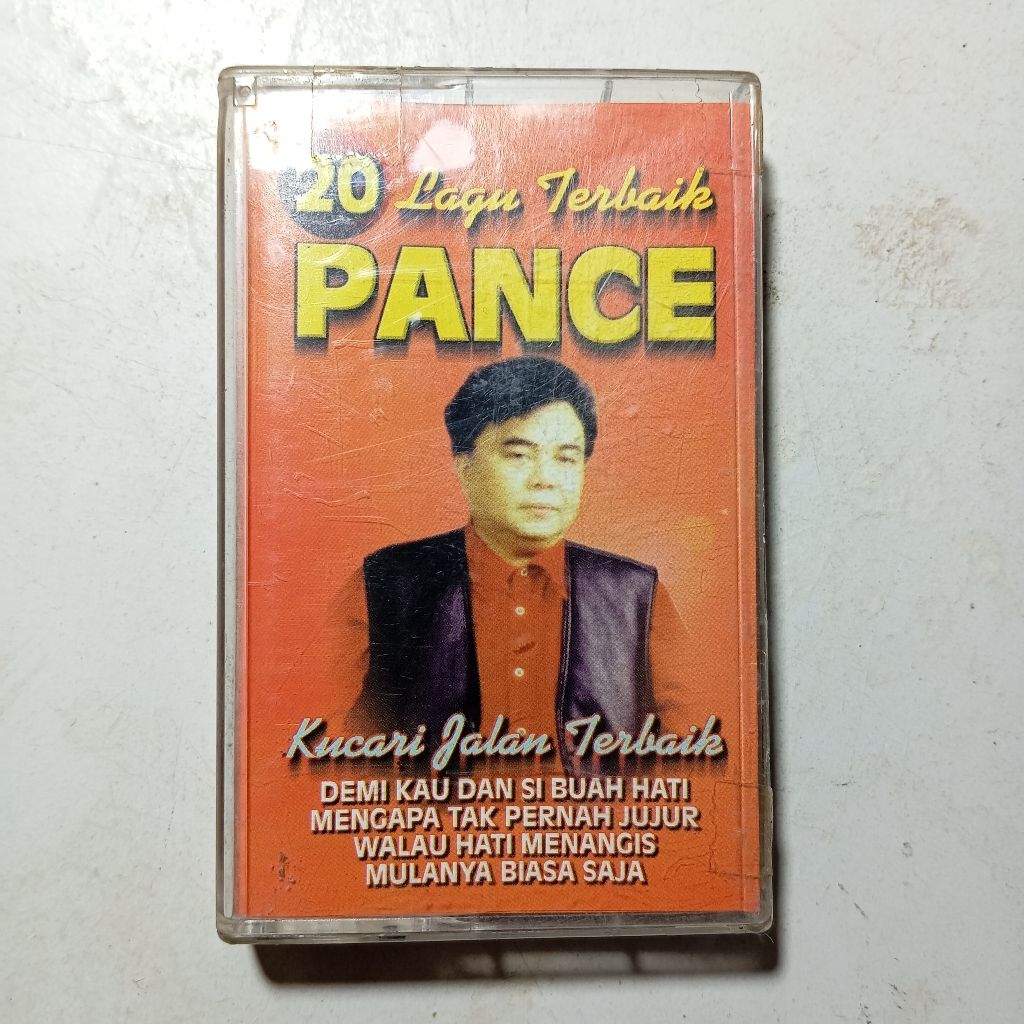 20 Lagu Terbaik
PANCE
Kucari Jalan Terbaik
DEMI KAU DAN SI BUAH HATI
MENGAPA TAK PERNAH JUJUR
WALAU HATI MENANGIS
MULANYA BIASA SAJA